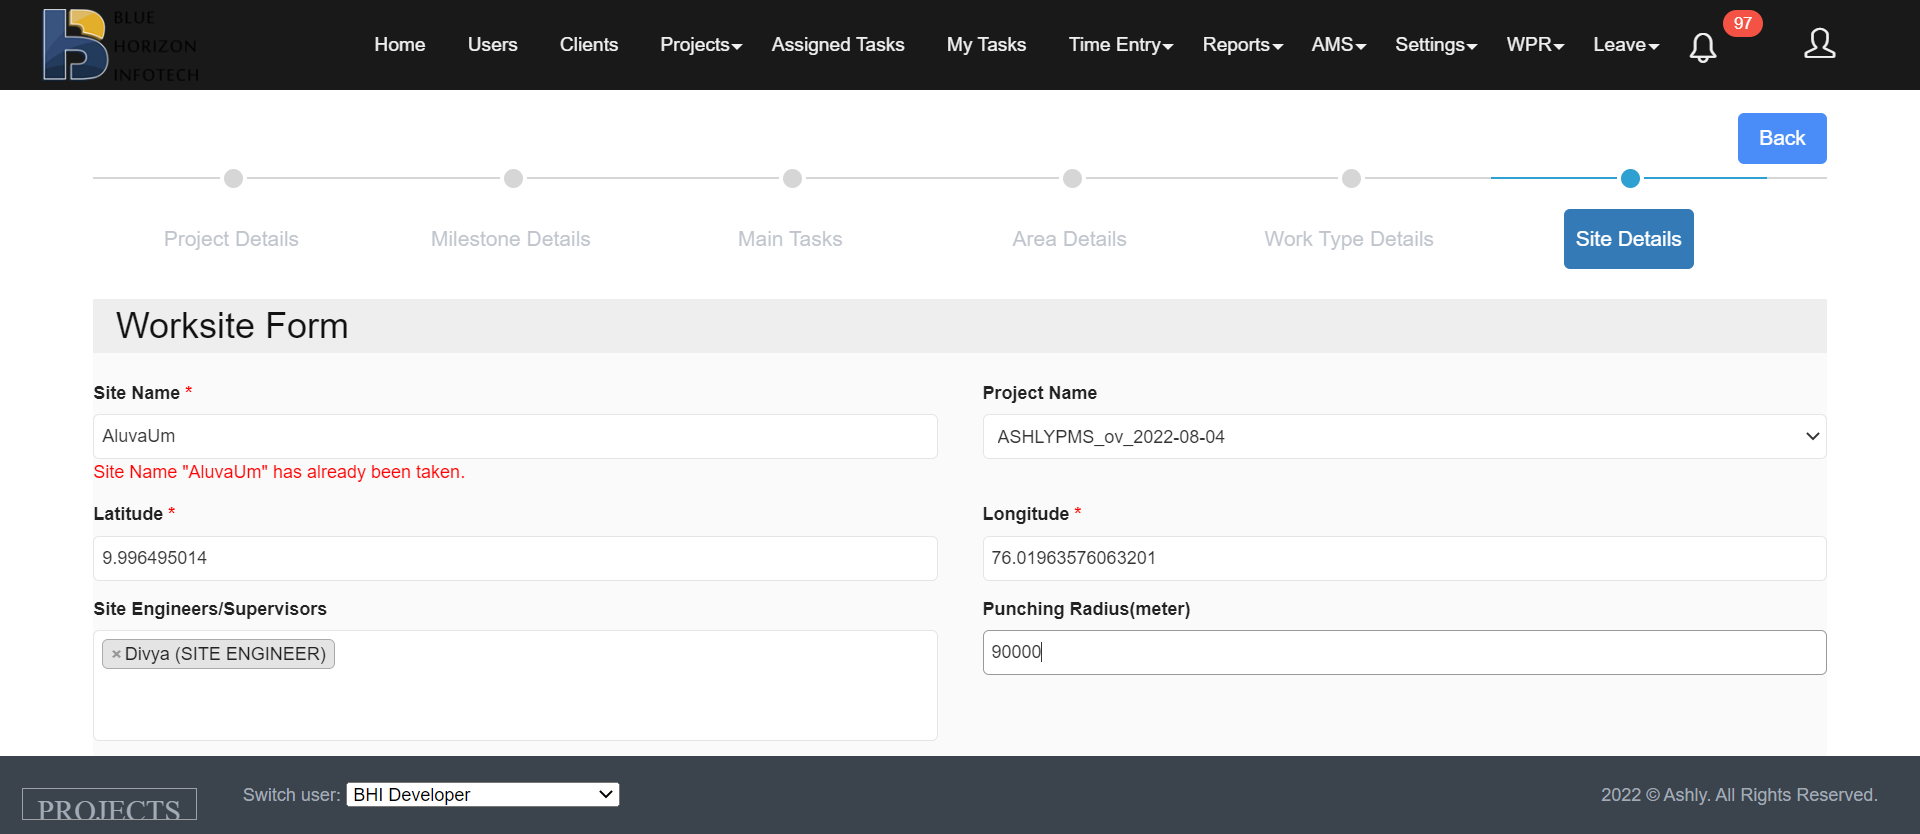 BLUE
HORIZON
INFOTECH
Home Users Clients Projects Assigned Tasks My Tasks Time Entry Reports AMS Settings WPR Leave 97
Back
Project Details Milestone Details Main Tasks Area Details Work Type Details Site Details
Worksite Form
Site Name * Project Name
AluvaUm ASHLYPMS_ov_2022-08-04
Site Name "AluvaUm" has already been taken.
Latitude * Longitude *
9.996495014 76.01963576063201
Site Engineers/Supervisors Punching Radius(meter)
×Divya (SITE ENGINEER) 90000
PROJECTS Switch user: BHI Developer 2022 © Ashly. All Rights Reserved.